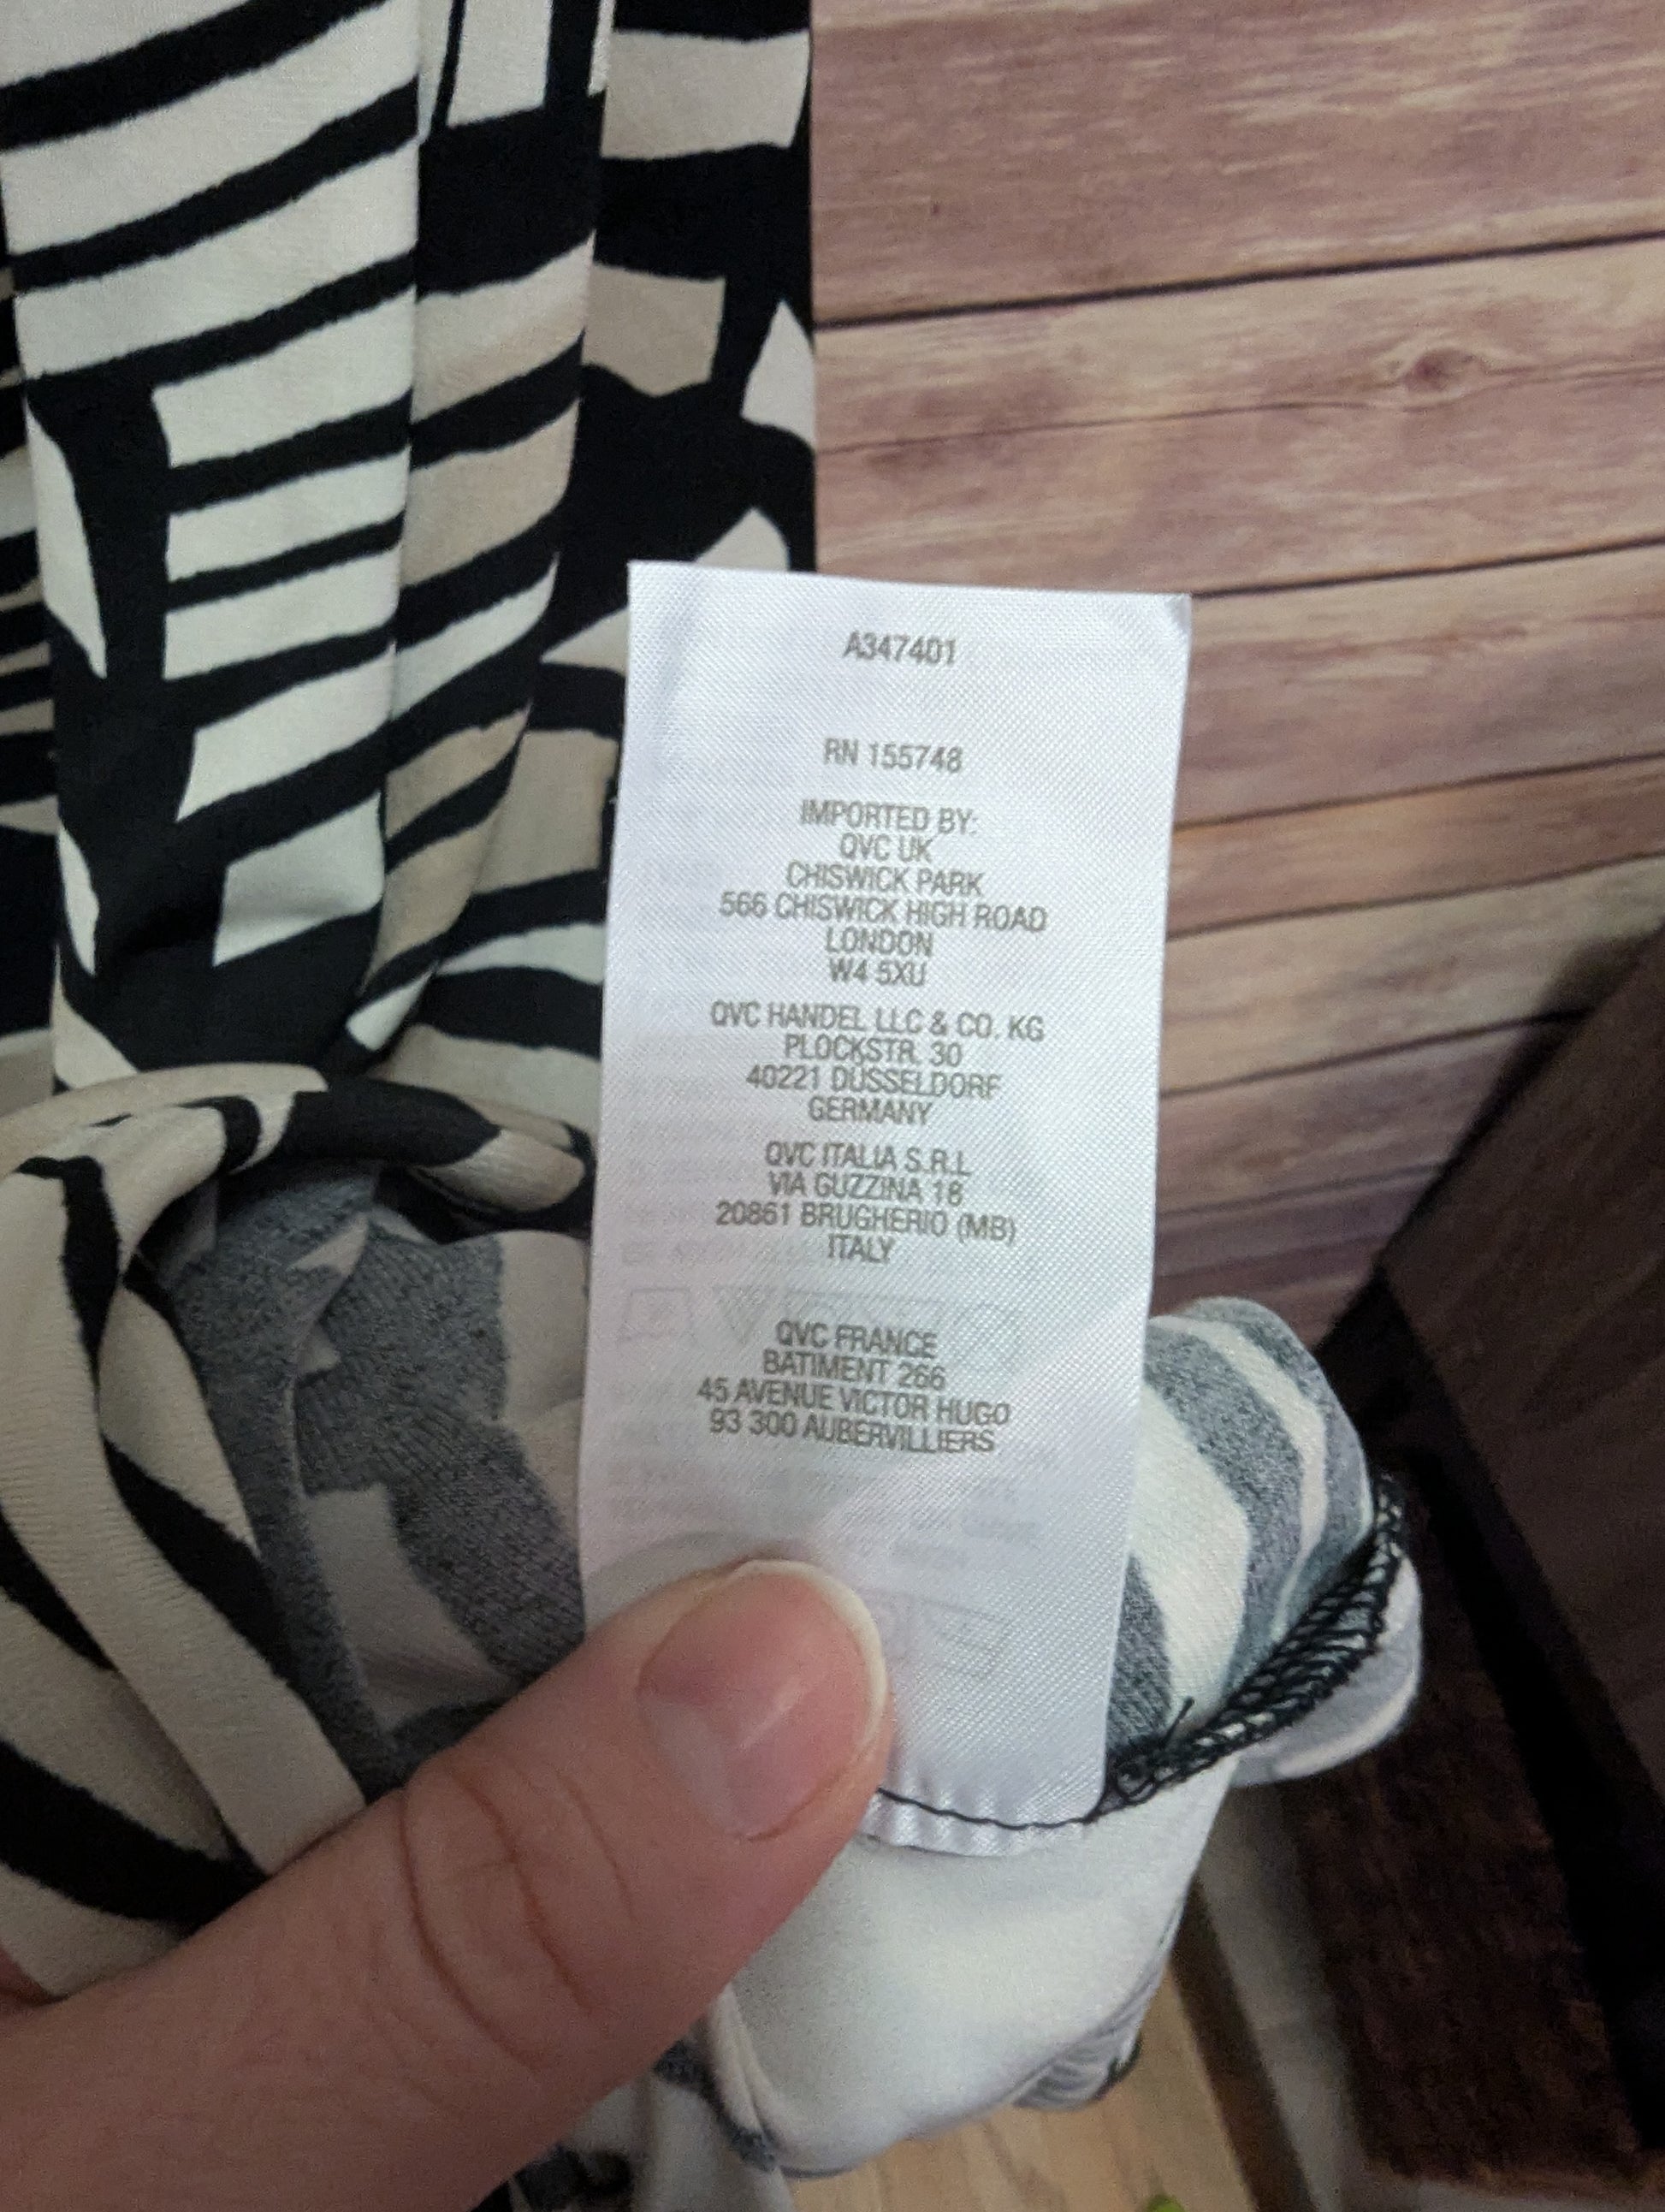 A347401
RN 155748
IMPORTED BY:
QVC UK
CHISWICK PARK
566 CHISWICK HIGH ROAD
LONDON
W4 5XU
QVC HANDEL LLC & CO. KG
PLOCKSTR. 30
40221 DUSSELDORF
GERMANY
QVC ITALIA S.R.L
VIA GUZZINA 18
20861 BRUGHERIO (MB)
ITALY
QVC FRANCE
BATIMENT 266
45 AVENUE VICTOR HUGO
93 300 AUBERVILLIERS